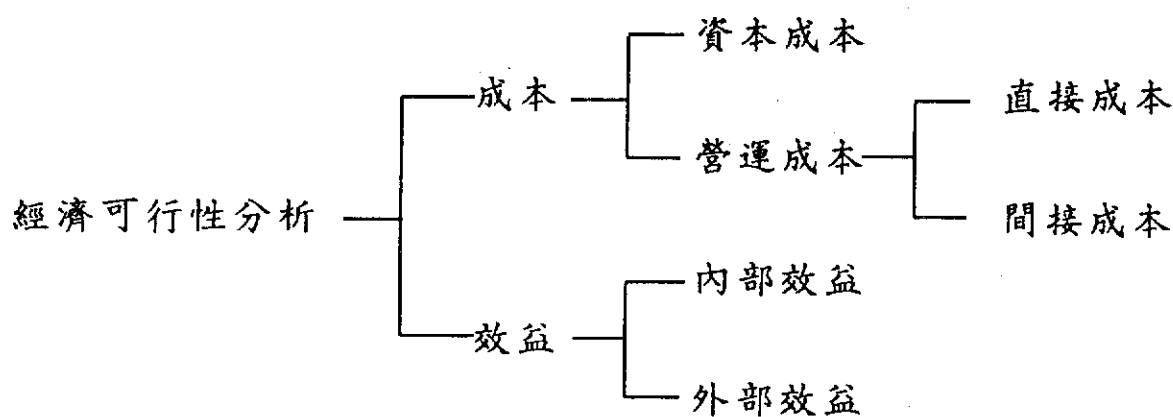 資本成本
成本
直接成本
營運成本
經濟可行性分析
間接成本
內部效益
效益
外部效益